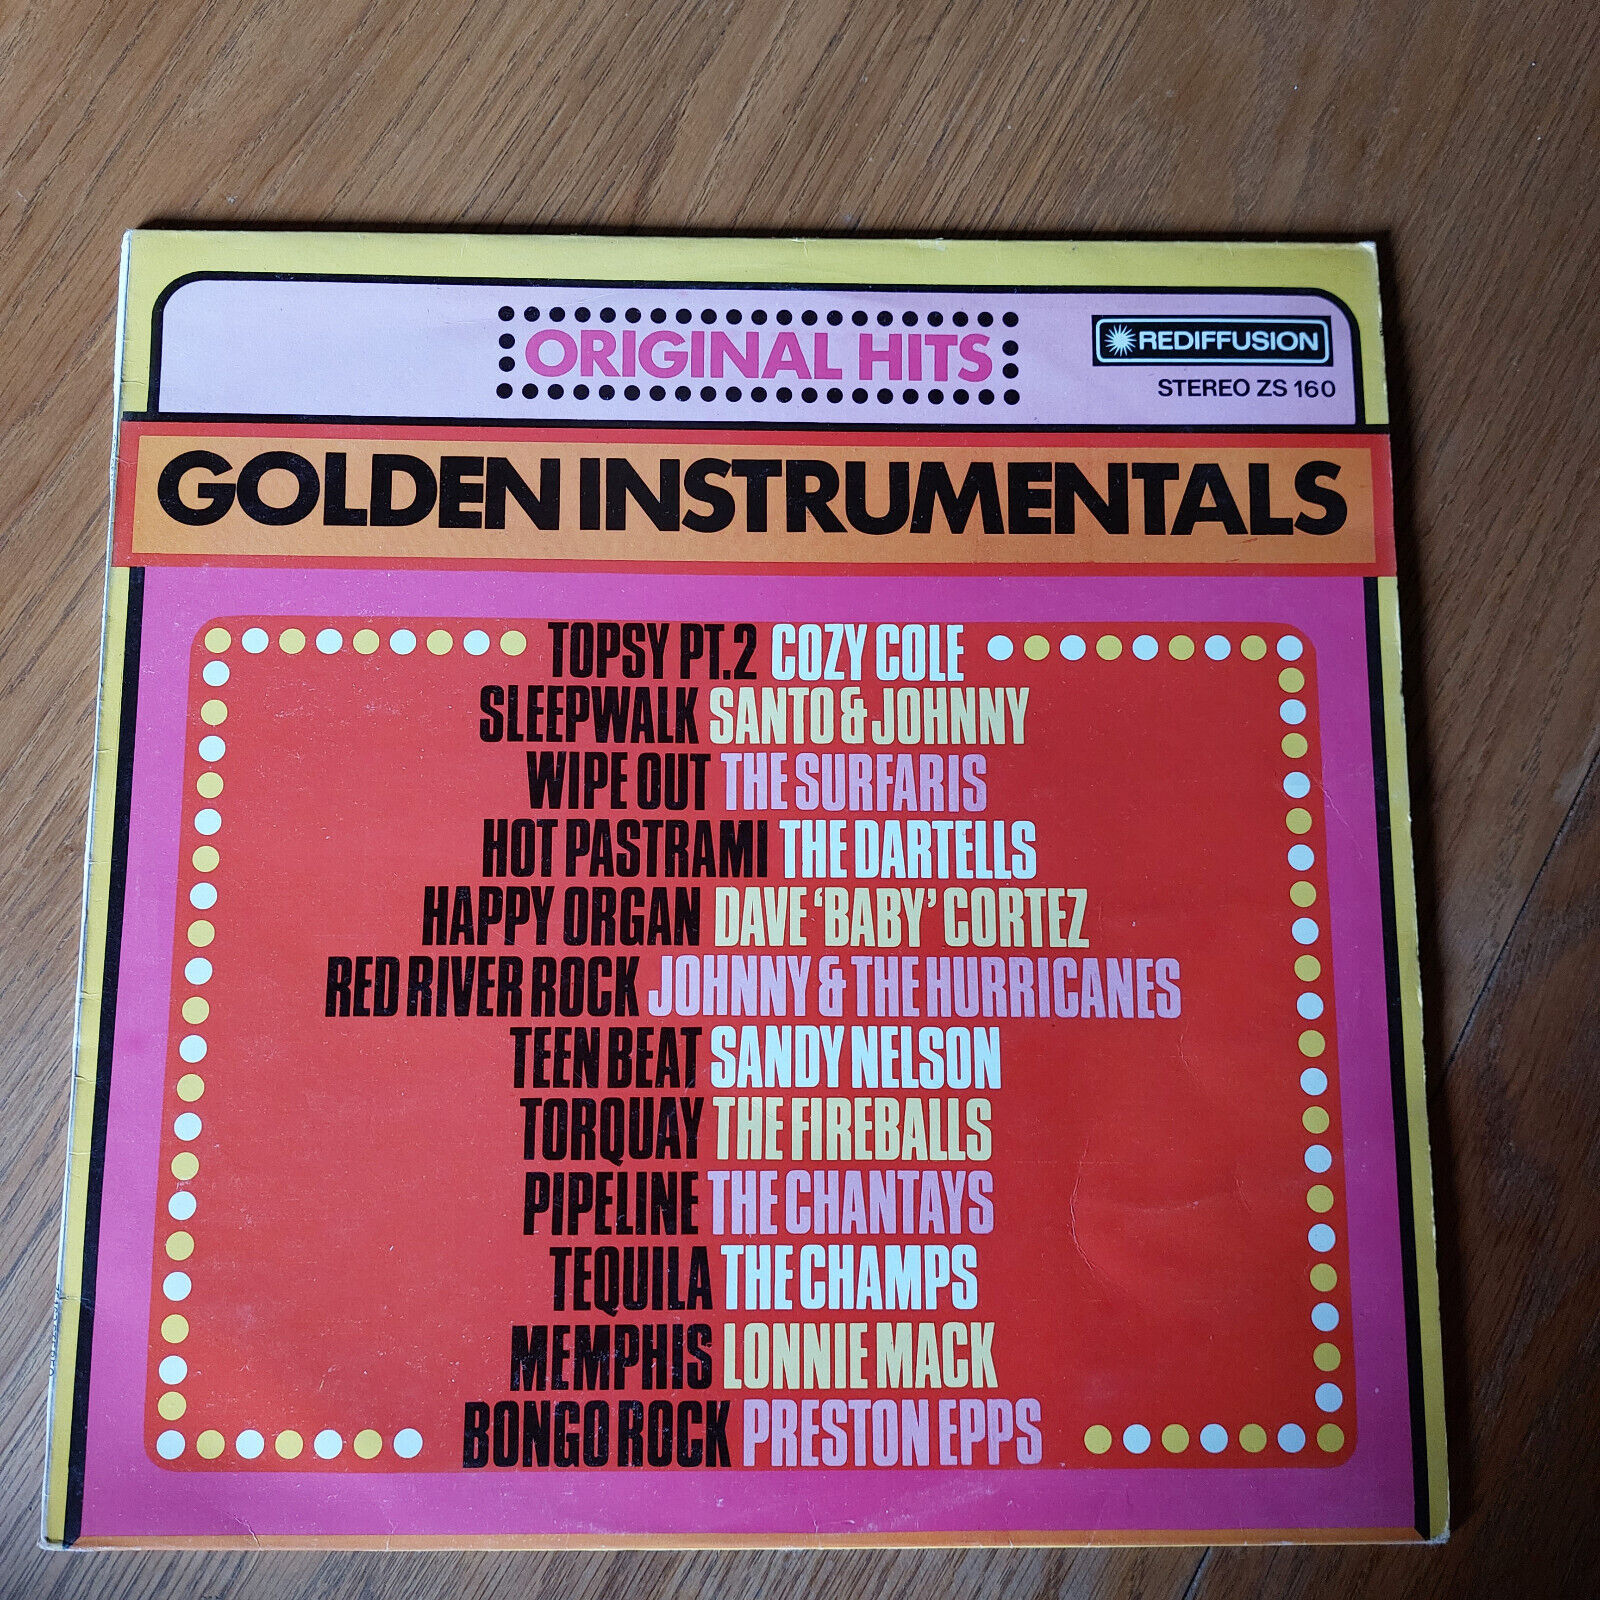 ORIGINAL HITS
REDIFFUSION
STEREO ZS 160
GOLDEN INSTRUMENTALS
TOPSY PT.2 COZY COLE
SLEEPWALK SANTO & JOHNNY
WIPE OUT THE SURFARIS
HOT PASTRAMI THE DARTELLS
HAPPY ORGAN DAVE 'BABY' CORTEZ
RED RIVER ROCK JOHNNY & THE HURRICANES
TEEN BEAT SANDY NELSON
TORQUAY THE FIREBALLS
PIPELINE THE CHANTAYS
TEQUILA THE CHAMPS
MEMPHIS LONNIE MACK
BONGO ROCK PRESTON EPPS